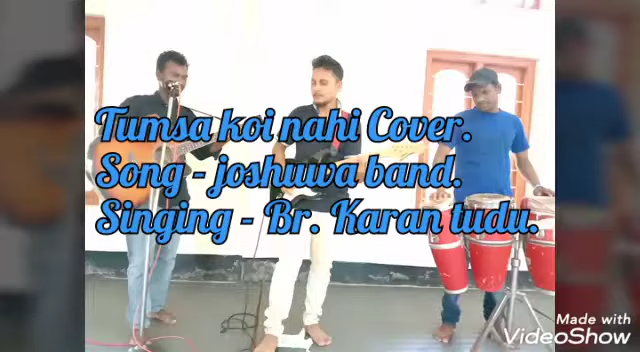 Tumsa koi nahi Cover.
Song - joshuwa band.
Singing - Br. Karan tudu.
Made with
VideoShow